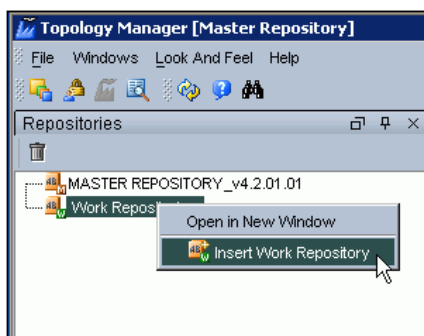 Topology Manager [Master Repository]
File Windows Look And Feel Help
Repositories
MASTER REPOSITORY_v4.2.01.01
Work
Open in New Window
Insert Work Repository